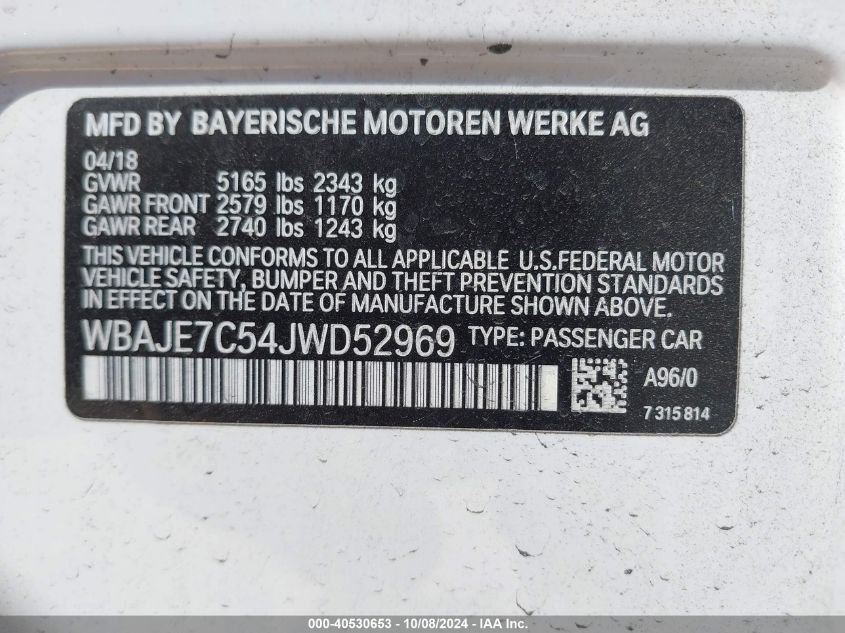 MFD BY BAYERISCHE MOTOREN WERKE AG
04/18
GVWR 5165 lbs 2343 kg
GAWR FRONT 2579 lbs 1170 kg
GAWR REAR 2740 lbs 1243 kg
THIS VEHICLE CONFORMS TO ALL APPLICABLE U.S.FEDERAL MOTOR
VEHICLE SAFETY, BUMPER AND THEFT PREVENTION STANDARDS
IN EFFECT ON THE DATE OF MANUFACTURE SHOWN ABOVE.
WBAJE7C54JWD52969 TYPE: PASSENGER CAR
A96/0
7 315 814
000-40530653 - 10/08/2024 - IAA Inc.